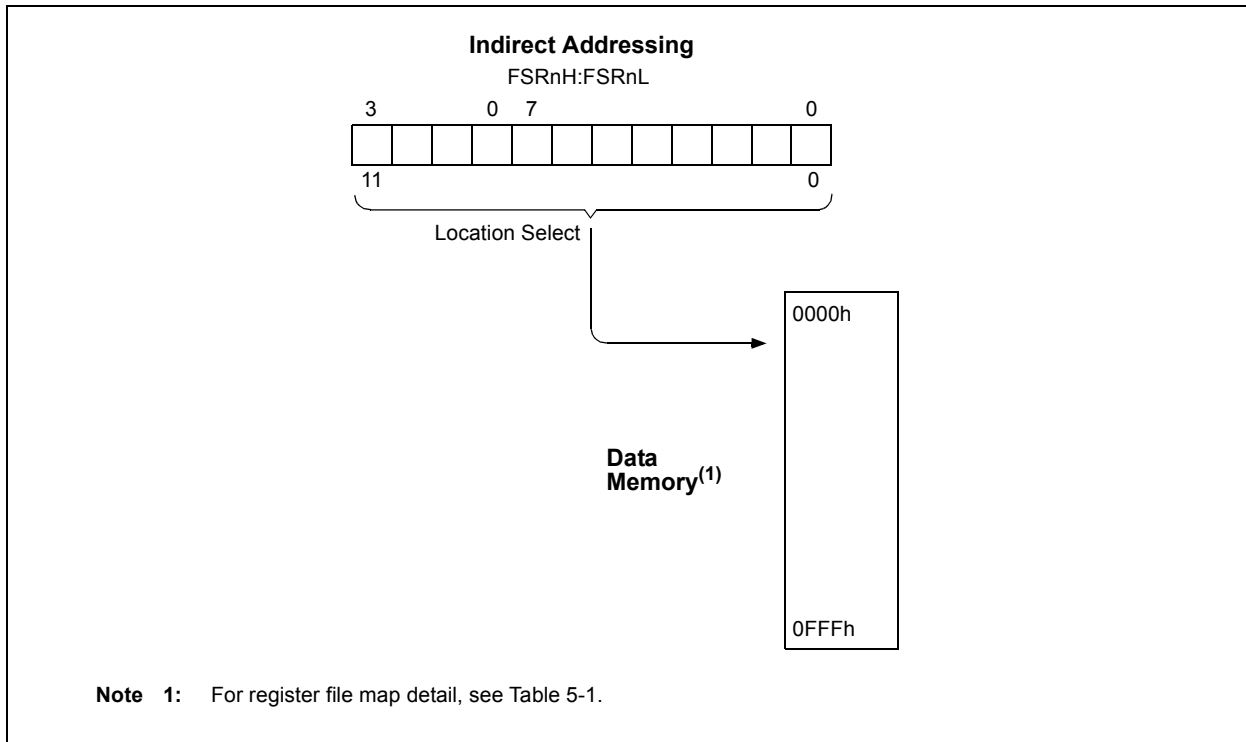 Indirect Addressing
FSRnH:FSRnL
3 0 7 0
11 0
Location Select
0000h
Data
Memory(1)
0FFFh
Note 1: For register file map detail, see Table 5-1.